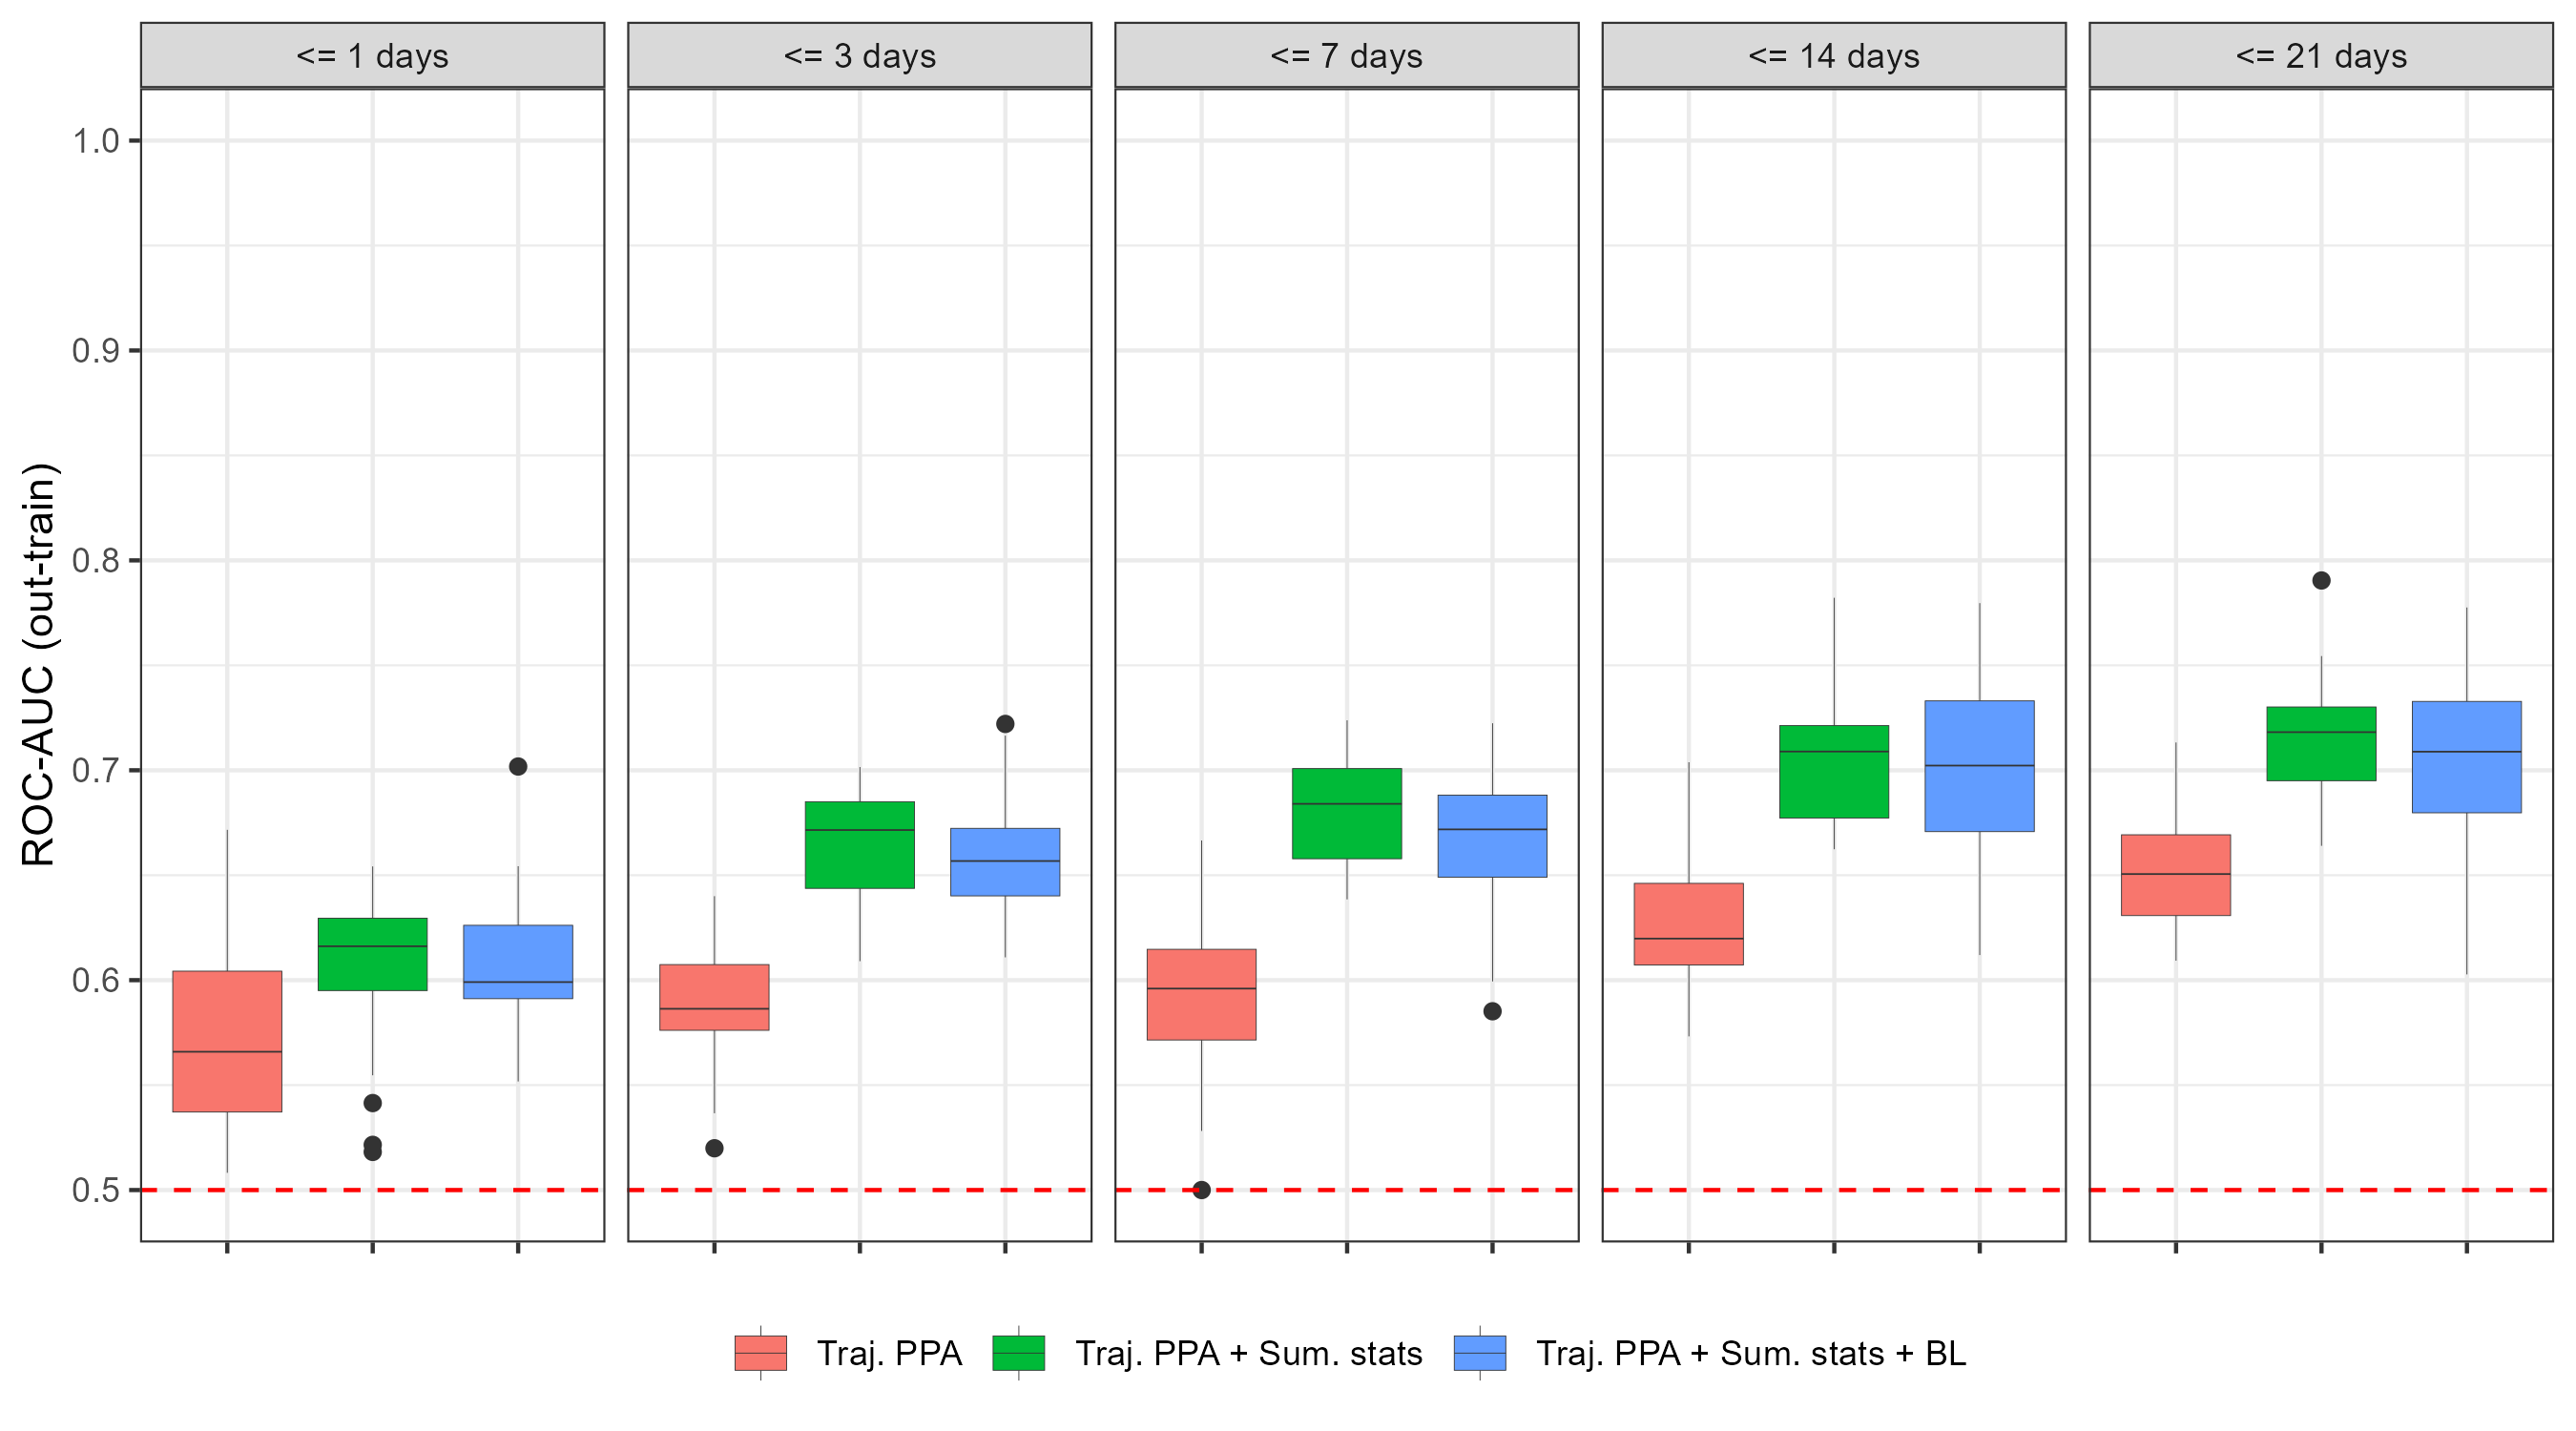 <= 1 days
<= 3 days
<= 7 days
<= 14 days
<= 21 days
ROC-AUC (out-train)
1.0
0.9
0.8
0.7
0.6
0.5
Traj. PPA
Traj. PPA + Sum. stats
Traj. PPA + Sum. stats + BL